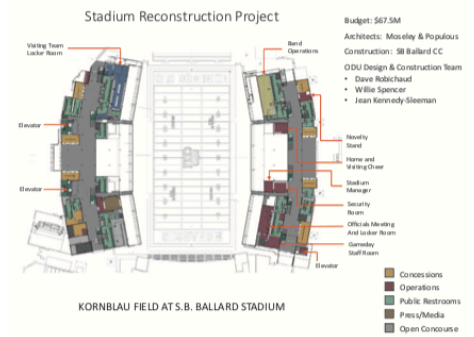 Stadium Reconstruction Project
Budget: $67.5M
Architects: Moseley & Populous
Construction: SB Ballard CC
ODU Design & Construction Team
• Dave Robichaud
• Willie Spencer
• Jean Kennedy-Sleeman
Visiting Team
Locker Room
Band
Operations
Elevator
Elevator
Novelty
Stand
Home and
Visiting Cheer
Stadium
Manager
Security
Room
Officials Meeting
And Locker Room
Gameday
Staff Room
Elevator
Concessions
Operations
Public Restrooms
Press/Media
Open Concourse
KORNBLAU FIELD AT S.B. BALLARD STADIUM